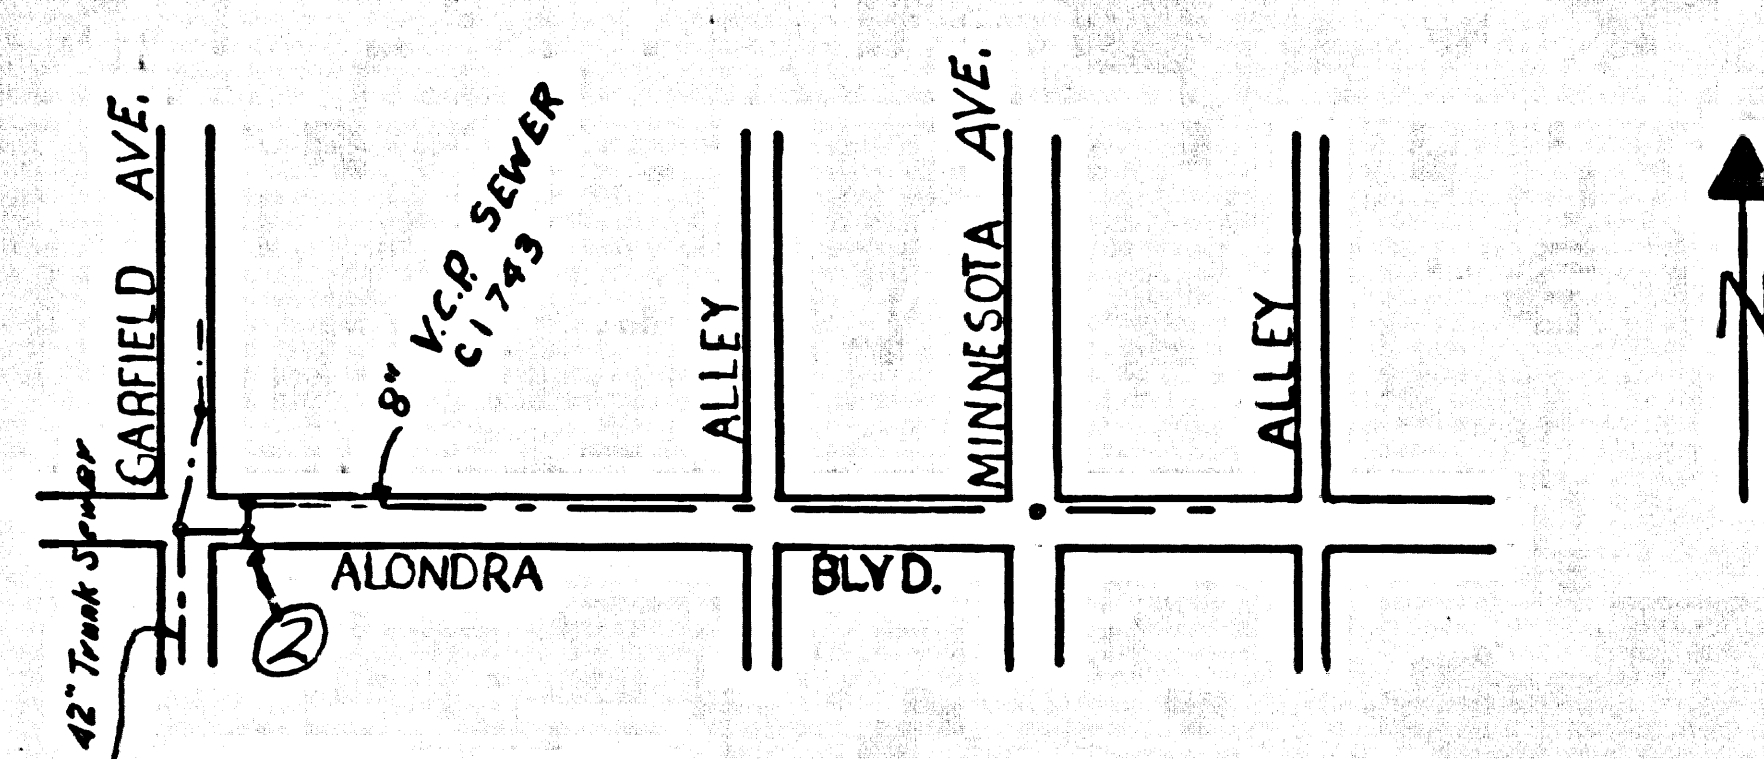 GARFIELD AVE.
8" V.C.P. SEWER
C1743
ALLEY
MINNESOTA AVE.
ALLEY
N
42" Trunk Sewer
ALONDRA BLVD.
2